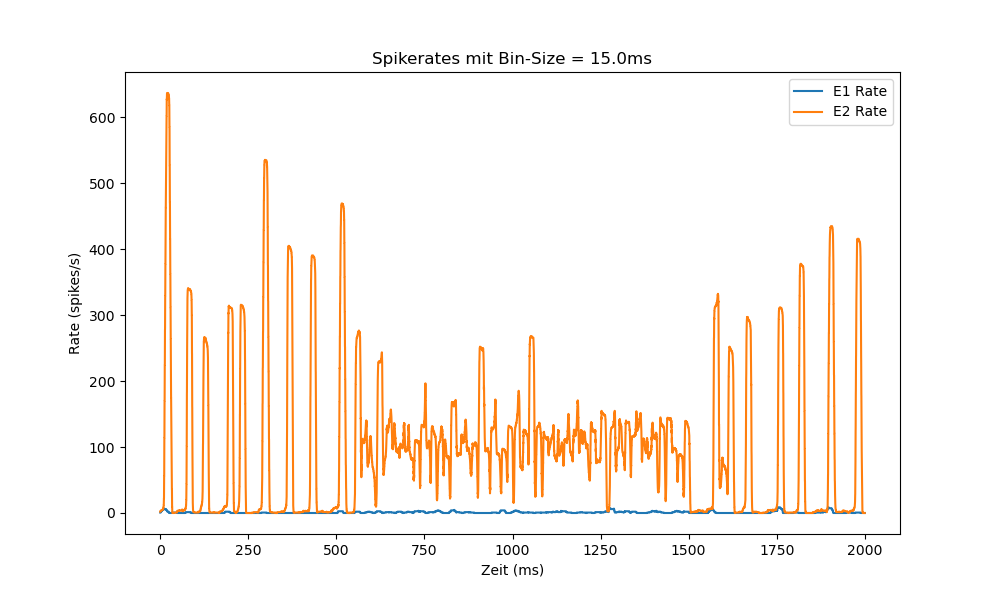 Spikerates mit Bin-Size = 15.0ms
E1 Rate
E2 Rate
Rate (spikes/s)
600
500
400
300
200
100
0
0 250 500 750 1000 1250 1500 1750 2000
Zeit (ms)